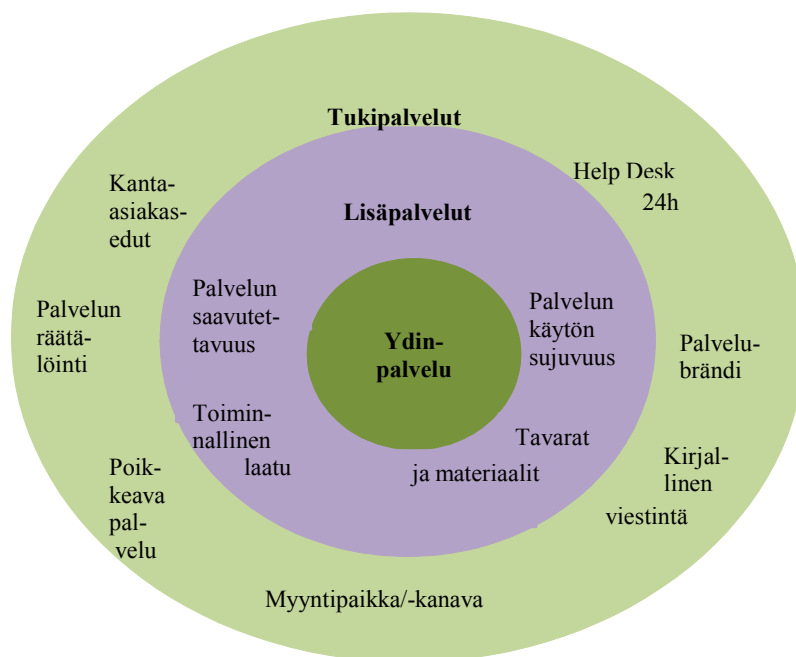 Tukipalvelut
Kanta-
asiakas-
edut
Help Desk
24h
Lisäpalvelut
Palvelun
saavutet-
tavuus
Palvelun
käytön
sujuvuus
Palvelun
räätä-
löinti
Ydin-
palvelu
Palvelu-
brändi
Toimin-
nallinen
laatu
Tavarat
ja materiaalit
Poik-
keava
pal-
velu
Kirjal-
linen
viestintä
Myyntipaikka/-kanava